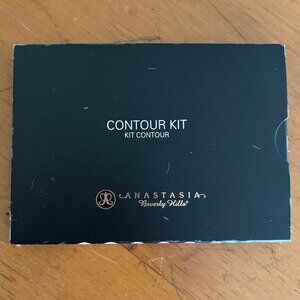 CONTOUR KIT
KIT CONTOUR
ANASTASIA
Beverly Hills